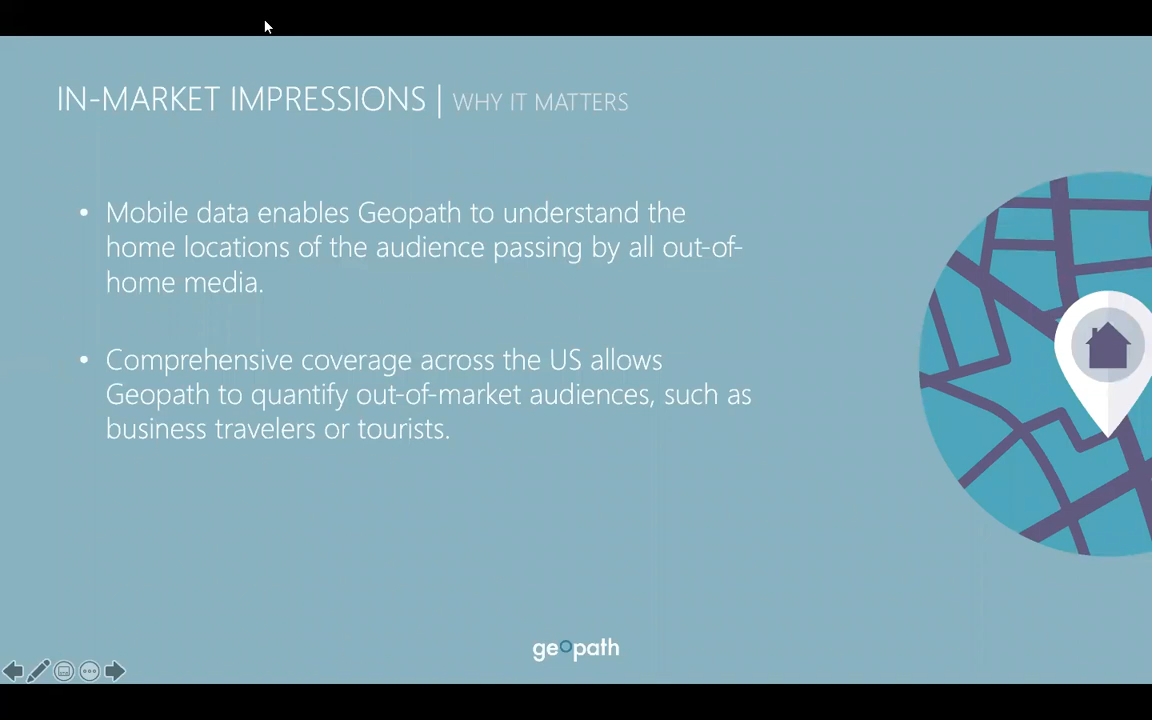 IN-MARKET IMPRESSIONS | WHY IT MATTERS
• Mobile data enables Geopath to understand the
home locations of the audience passing by all out-of-
home media.
• Comprehensive coverage across the US allows
Geopath to quantify out-of-market audiences, such as
business travelers or tourists.
geopath